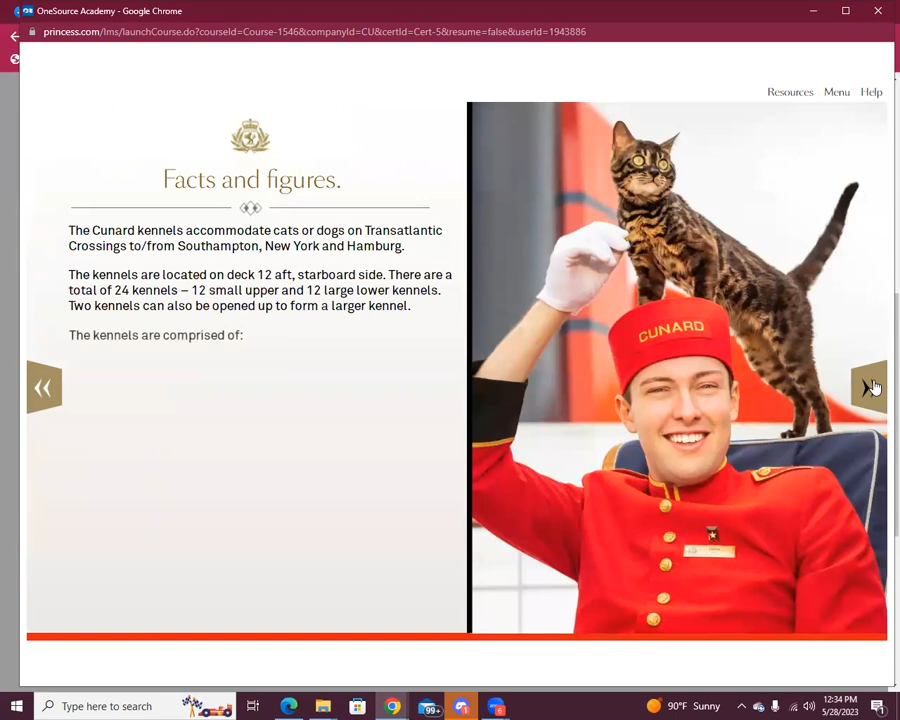 OneSource Academy - Google Chrome
princess.com/lms/launchCourse.do?courseId=Course-1546&companyId=CU&certId=Cert-5&resume=false&userId=1943886
Resources Menu Help
Facts and figures.
The Cunard kennels accommodate cats or dogs on Transatlantic
Crossings to/from Southampton, New York and Hamburg.
The kennels are located on deck 12 aft, starboard side. There are a
total of 24 kennels – 12 small upper and 12 large lower kennels.
Two kennels can also be opened up to form a larger kennel.
The kennels are comprised of:
CUNARD
Type here to search
99+
1
6
90°F Sunny
12:34 PM
5/28/2023
1